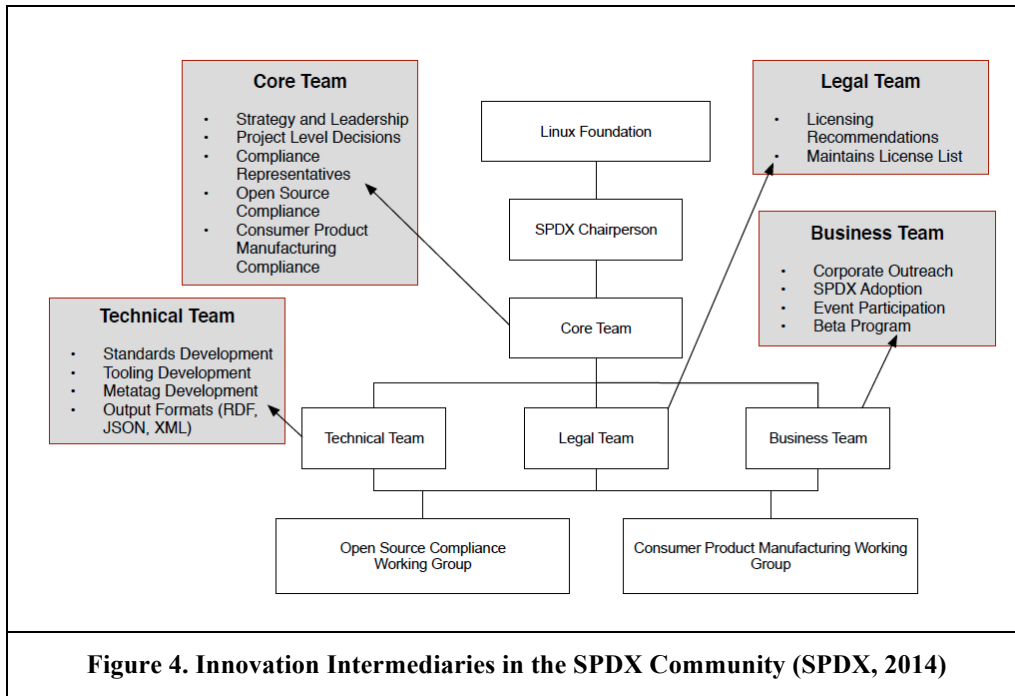 Core Team
• Strategy and Leadership
• Project Level Decisions
• Compliance
Representatives
• Open Source
Compliance
• Consumer Product
Manufacturing
Compliance
Legal Team
• Licensing
Recommendations
• Maintains License List
Linux Foundation
SPDX Chairperson
Business Team
• Corporate Outreach
• SPDX Adoption
• Event Participation
• Beta Program
Technical Team
• Standards Development
• Tooling Development
• Metatag Development
• Output Formats (RDF,
JSON, XML)
Core Team
Technical Team
Legal Team
Business Team
Open Source Compliance
Working Group
Consumer Product Manufacturing Working
Group
Figure 4. Innovation Intermediaries in the SPDX Community (SPDX, 2014)